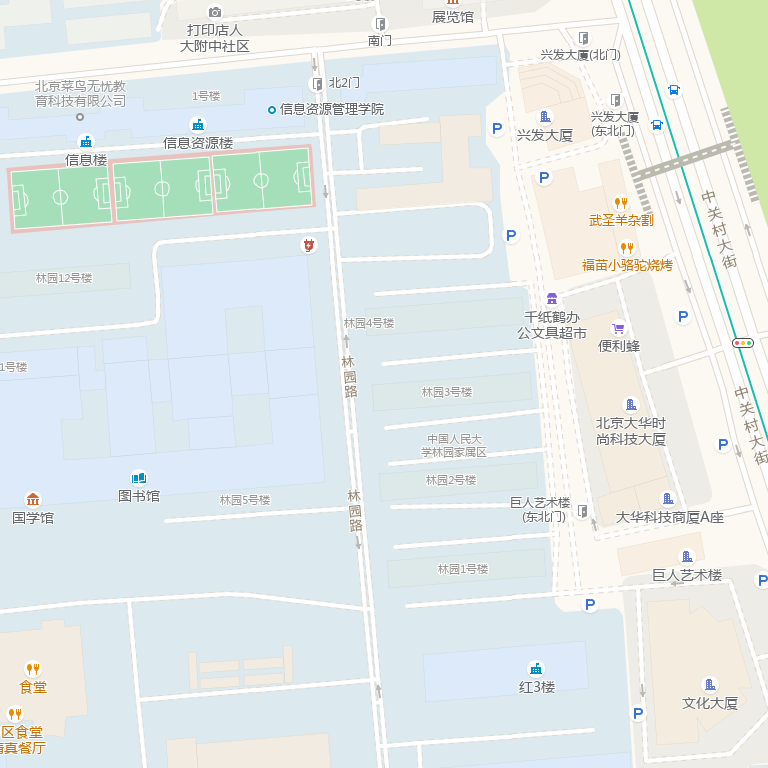 展览馆
打印店人
大附中社区
南门
兴发大厦(北门)
北2门
北京菜鸟无忧教
育科技有限公司
1号楼
信息资源管理学院
兴发大厦
(东北门)
兴发大厦
信息资源楼
信息楼
武圣羊杂割
中关村大街
福苗小骆驼烧烤
林园12号楼
千纸鹤办
公文具超市
林园4号楼
便利蜂
林园路
1号楼
林园3号楼
中关村大街
北京大华时
尚科技大厦
中国人民大
学林园家属区
林园2号楼
图书馆
林园5号楼
国学馆
林园路
巨人艺术楼
(东北门)
大华科技商厦A座
林园1号楼
巨人艺术楼
红3楼
食堂
文化大厦
区食堂
清真餐厅
P
P
P
P
P
P
P
P